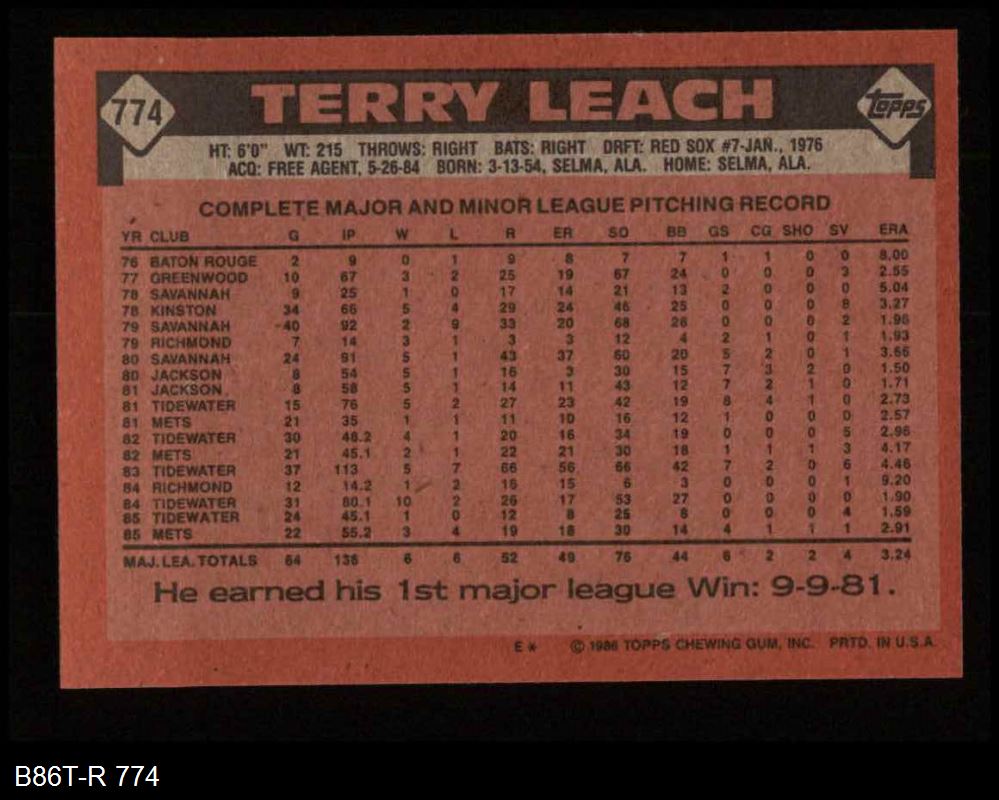 774 TERRY LEACH Topps
HT: 6'0" WT: 215 THROWS: RIGHT BATS: RIGHT DRFT: RED SOX #7-JAN., 1976
ACQ: FREE AGENT, 5-26-84 BORN: 3-13-54, SELMA, ALA. HOME: SELMA, ALA.
COMPLETE MAJOR AND MINOR LEAGUE PITCHING RECORD
YR CLUB G IP W L R ER SO BB GS CG SHO SV ERA
76 BATON ROUGE 2 9 0 1 9 8 7 7 1 1 0 0 8.00
77 GREENWOOD 10 67 3 2 25 19 67 24 0 0 0 3 2.55
78 SAVANNAH 9 25 1 0 17 14 21 13 2 0 0 0 5.04
78 KINSTON 34 66 5 4 29 24 46 25 0 0 0 8 3.27
79 SAVANNAH 40 92 2 9 33 20 68 26 0 0 0 2 1.96
79 RICHMOND 7 14 3 1 3 3 12 4 2 1 0 1 1.93
80 SAVANNAH 24 91 5 1 43 37 60 20 5 2 0 1 3.66
80 JACKSON 8 54 5 1 16 3 30 15 7 3 2 0 1.50
81 JACKSON 8 58 5 1 14 11 43 12 7 2 1 0 1.71
81 TIDEWATER 15 76 5 2 27 23 42 19 8 4 1 0 2.73
81 METS 21 35 1 1 11 10 16 12 1 0 0 0 2.57
82 TIDEWATER 30 48.2 4 1 20 16 34 19 0 0 0 5 2.96
82 METS 21 45.1 2 1 22 21 30 18 1 1 1 3 4.17
83 TIDEWATER 37 113 5 7 66 56 66 42 7 2 0 6 4.46
84 RICHMOND 12 14.2 1 2 16 15 6 3 0 0 0 1 9.20
84 TIDEWATER 31 80.1 10 2 26 17 53 27 0 0 0 0 1.90
85 TIDEWATER 24 45.1 1 0 12 8 25 8 0 0 0 4 1.59
85 METS 22 55.2 3 4 19 18 30 14 4 1 1 1 2.91
MAJ. LEA. TOTALS 64 136 6 6 52 49 76 44 6 2 2 4 3.24
He earned his 1st major league Win: 9-9-81.
E * © 1986 TOPPS CHEWING GUM, INC. PRTD. IN U.S.A.
B86T-R 774